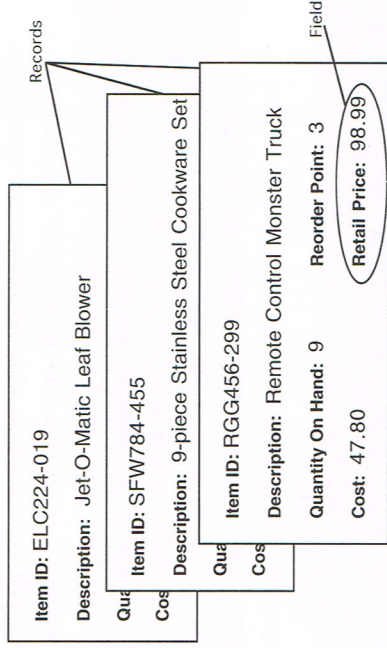 Records
Item ID: ELC224-019
Description: Jet-O-Matic Leaf Blower
Qua
Cos
Item ID: SFW784-455
Description: 9-piece Stainless Steel Cookware Set
Qua
Cos
Item ID: RGG456-299
Description: Remote Control Monster Truck
Quantity On Hand: 9 Reorder Point: 3
Cost: 47.80 Retail Price: 98.99
Field